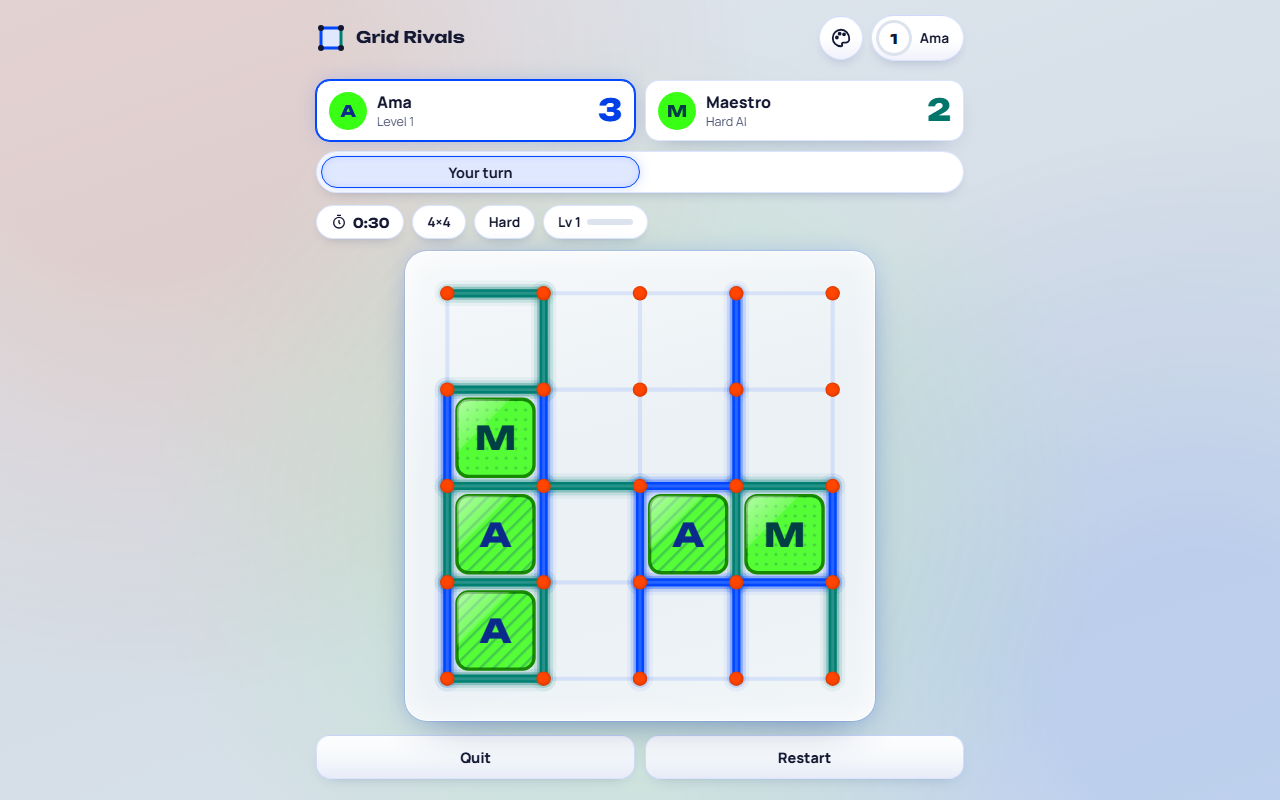 Grid Rivals
1 Ama
A Ama Level 1 3
M Maestro Hard AI 2
Your turn
0:30 4×4 Hard Lv 1
M
A A M
A
Quit Restart